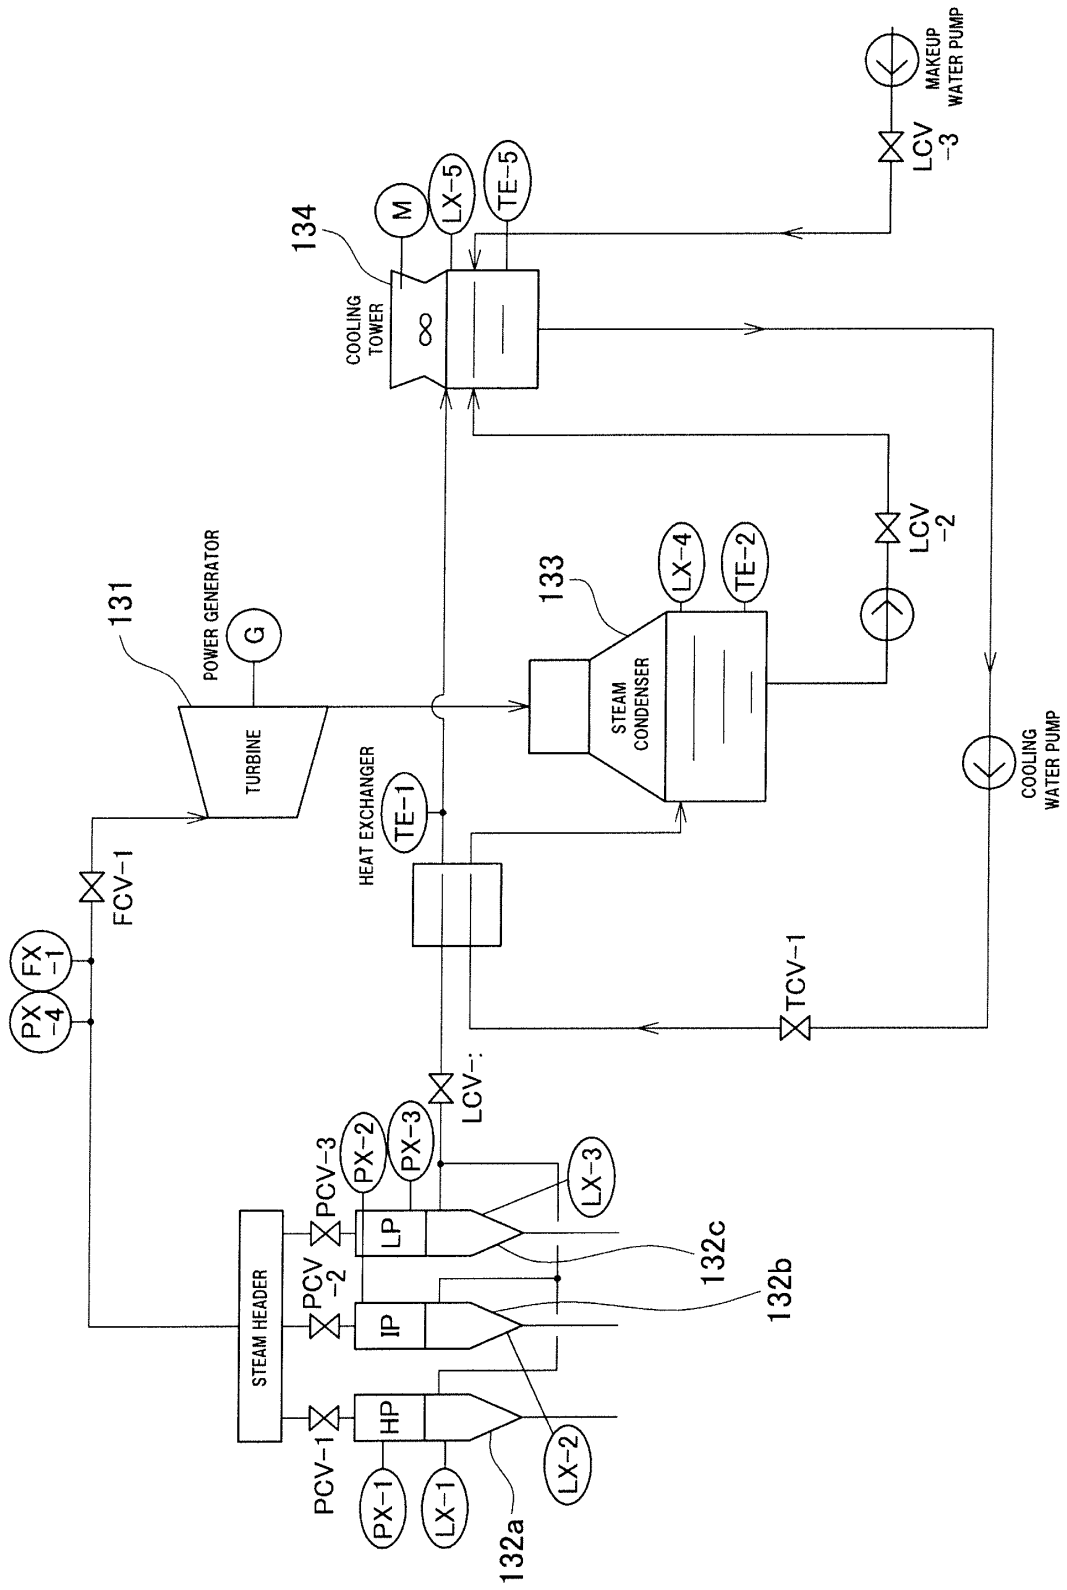 PX
-4
FX
-1
FCV-1
131
POWER GENERATOR
G
TURBINE
STEAM HEADER
PCV-1
PCV
-2
PCV-3
HP
IP
LP
PX-1
PX-2
PX-3
LX-1
LX-2
LX-3
132a
132b
132c
LCV-:
HEAT EXCHANGER
TE-1
COOLING
TOWER
134
∞
M
LX-5
TE-5
133
STEAM
CONDENSER
LX-4
TE-2
TCV-1
LCV
-2
LCV
-3
MAKEUP
WATER PUMP
COOLING
WATER PUMP